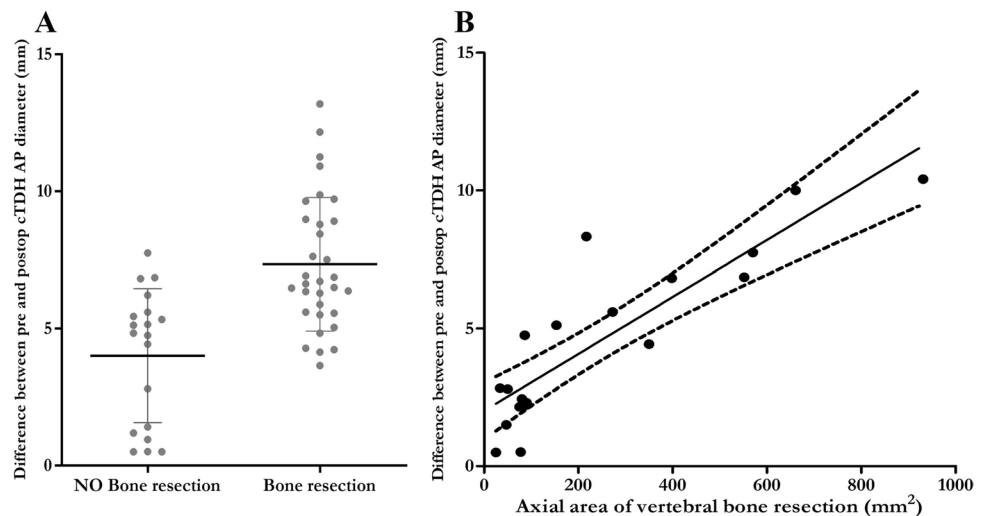 A
Difference between pre and postop cTDH AP diameter (mm)
15
10
5
0
NO Bone resection
Bone resection
B
Difference between pre and postop cTDH AP diameter (mm)
15
10
5
0
0
200
400
600
800
1000
Axial area of vertebral bone resection (mm²)